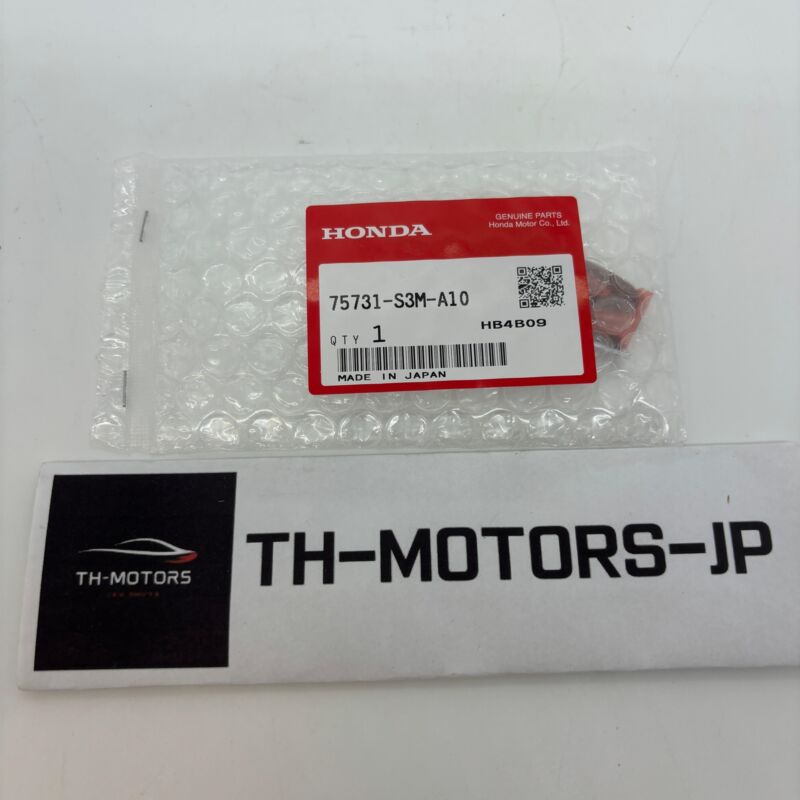 HONDA
GENUINE PARTS
Honda Motor Co., Ltd.
75731-S3M-A10
HB4B09
QTY 1
MADE IN JAPAN
TH-MOTORS
TH-MOTORS-JP